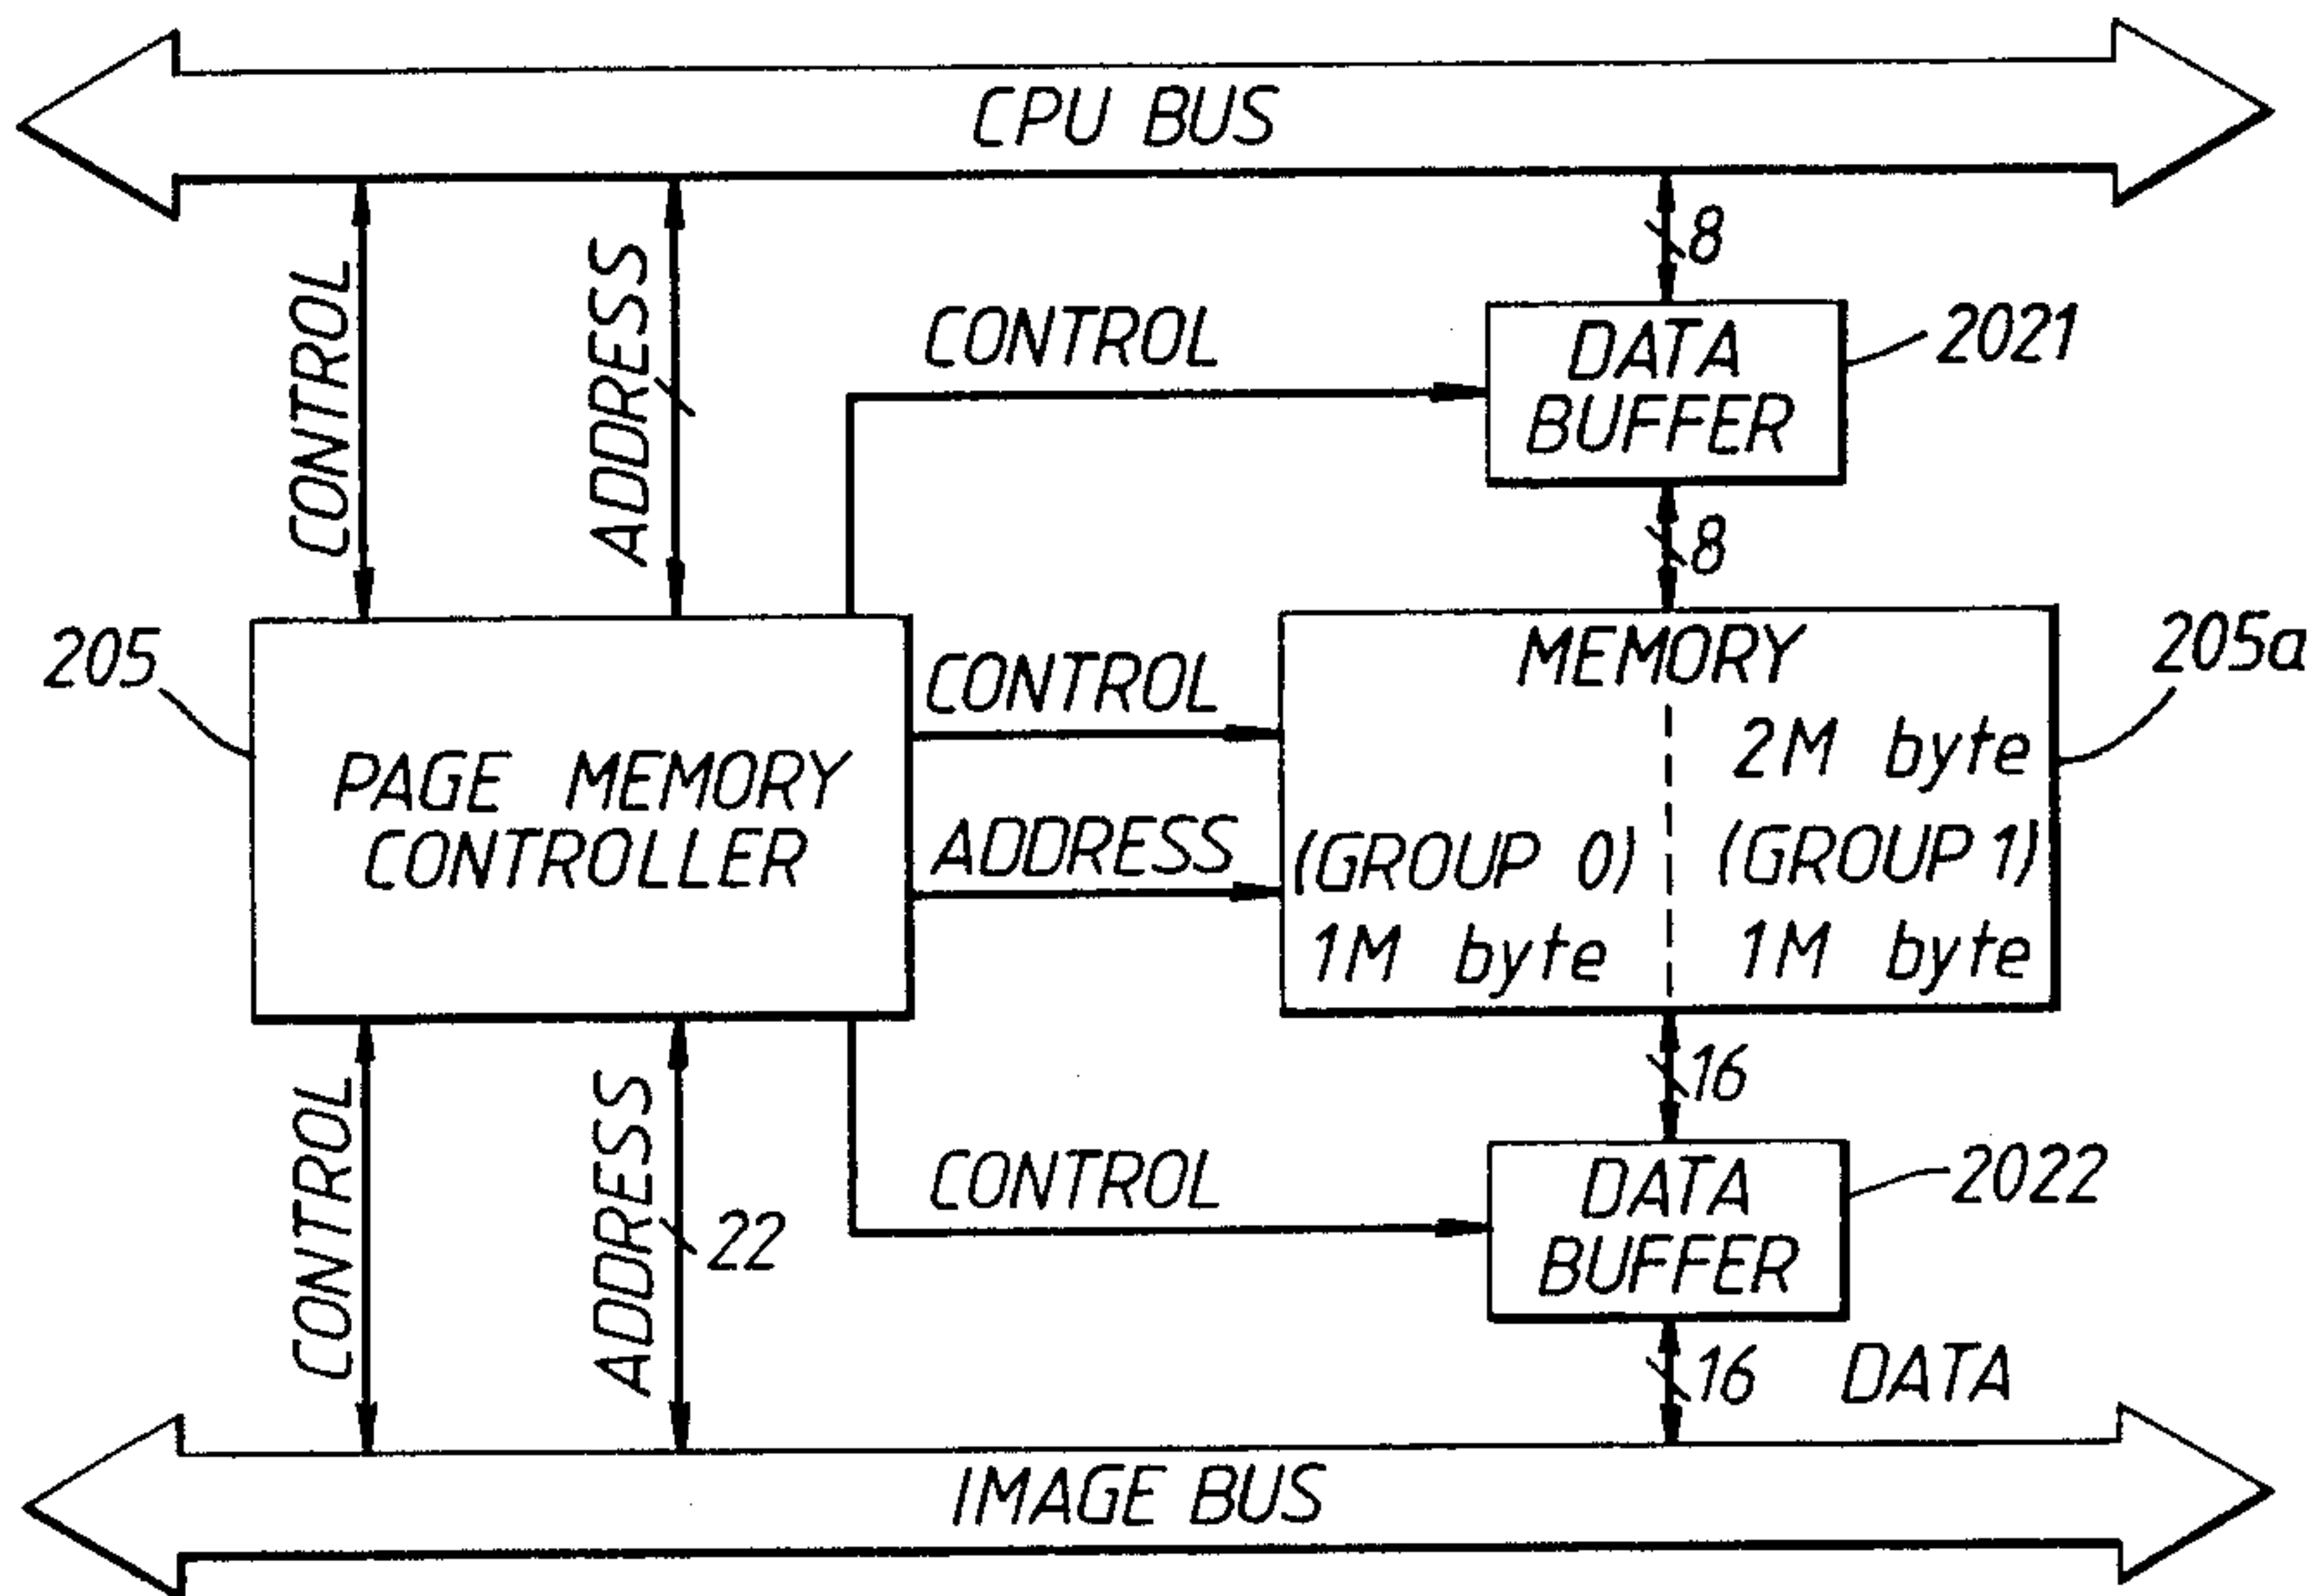 CPU BUS
CONTROL
ADDRESS
8
CONTROL
DATA
BUFFER
2021
8
205
PAGE MEMORY
CONTROLLER
CONTROL
ADDRESS
MEMORY
2M byte
(GROUP 0)
(GROUP 1)
1M byte
1M byte
205a
16
CONTROL
ADDRESS
22
CONTROL
DATA
BUFFER
2022
16
DATA
IMAGE BUS